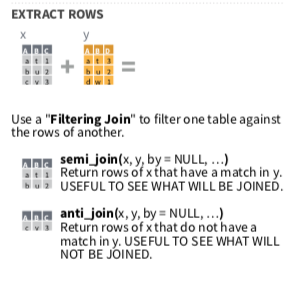 EXTRACT ROWS
x y
A B C A B D
a t 1 a t 3
b u 2 + b u 2 =
c v 3 d w 1
Use a "Filtering Join" to filter one table against
the rows of another.
A B C semi_join(x, y, by = NULL, …)
a t 1 Return rows of x that have a match in y.
b u 2 USEFUL TO SEE WHAT WILL BE JOINED.
A B C anti_join(x, y, by = NULL, …)
c v 3 Return rows of x that do not have a
match in y. USEFUL TO SEE WHAT WILL
NOT BE JOINED.